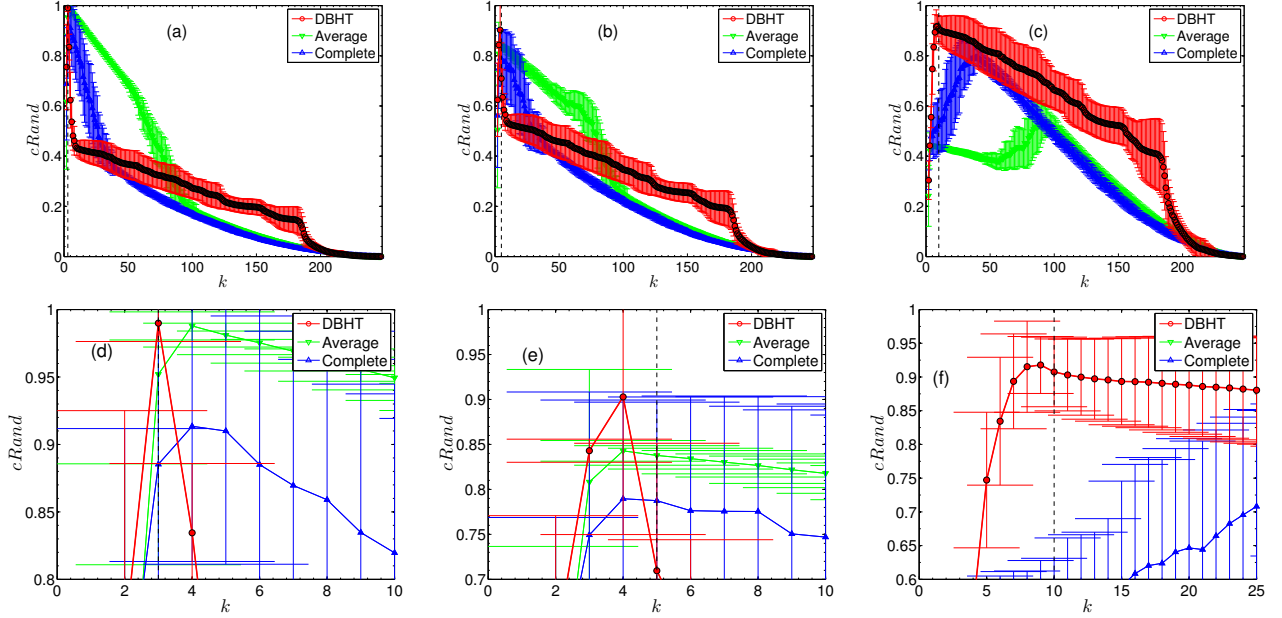 (a)
DBHT
Average
Complete
cRand
1
0.8
0.6
0.4
0.2
0
0 50 100 150 200
k
(b)
DBHT
Average
Complete
cRand
1
0.8
0.6
0.4
0.2
0
0 50 100 150 200
k
(c)
DBHT
Average
Complete
cRand
1
0.8
0.6
0.4
0.2
0
0 50 100 150 200
k
(d)
DBHT
Average
Complete
cRand
1
0.95
0.9
0.85
0.8
0 2 4 6 8 10
k
(e)
DBHT
Average
Complete
cRand
1
0.95
0.9
0.85
0.8
0.75
0.7
0 2 4 6 8 10
k
(f)
DBHT
Average
Complete
cRand
1
0.95
0.9
0.85
0.8
0.75
0.7
0.65
0.6
0 5 10 15 20 25
k